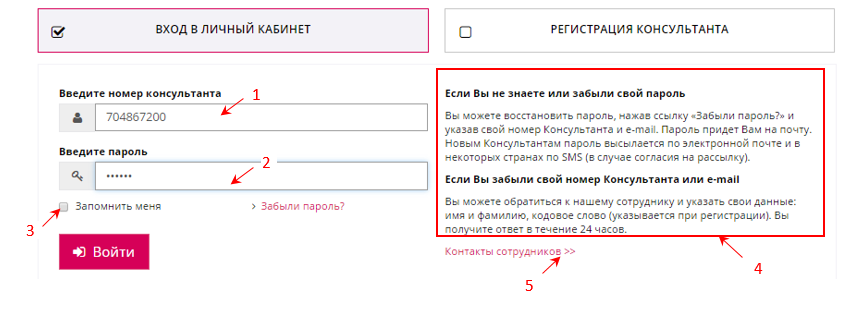 ВХОД В ЛИЧНЫЙ КАБИНЕТ
РЕГИСТРАЦИЯ КОНСУЛЬТАНТА
Введите номер консультанта
1
704867200
Введите пароль
2
••••••
3
Запомнить меня
> Забыли пароль?
Войти
Если Вы не знаете или забыли свой пароль
Вы можете восстановить пароль, нажав ссылку «Забыли пароль?» и
указав свой номер Консультанта и e-mail. Пароль придет Вам на почту.
Новым Консультантам пароль высылается по электронной почте и в
некоторых странах по SMS (в случае согласия на рассылку).
Если Вы забыли свой номер Консультанта или e-mail
Вы можете обратиться к нашему сотруднику и указать свои данные:
имя и фамилию, кодовое слово (указывается при регистрации). Вы
получите ответ в течение 24 часов.
4
Контакты сотрудников >>
5